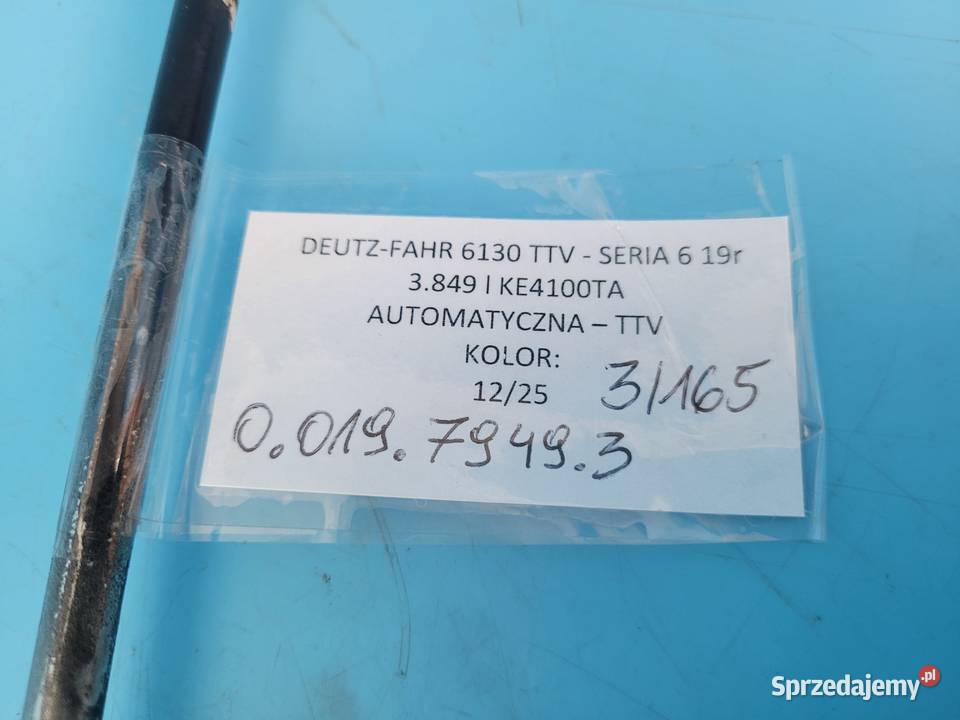 DEUTZ-FAHR 6130 TTV - SERIA 6 19r
3.849 l KE4100TA
AUTOMATYCZNA – TTV
KOLOR:
12/25 3/165
0.019.7949.3
Sprzedajemy.pl